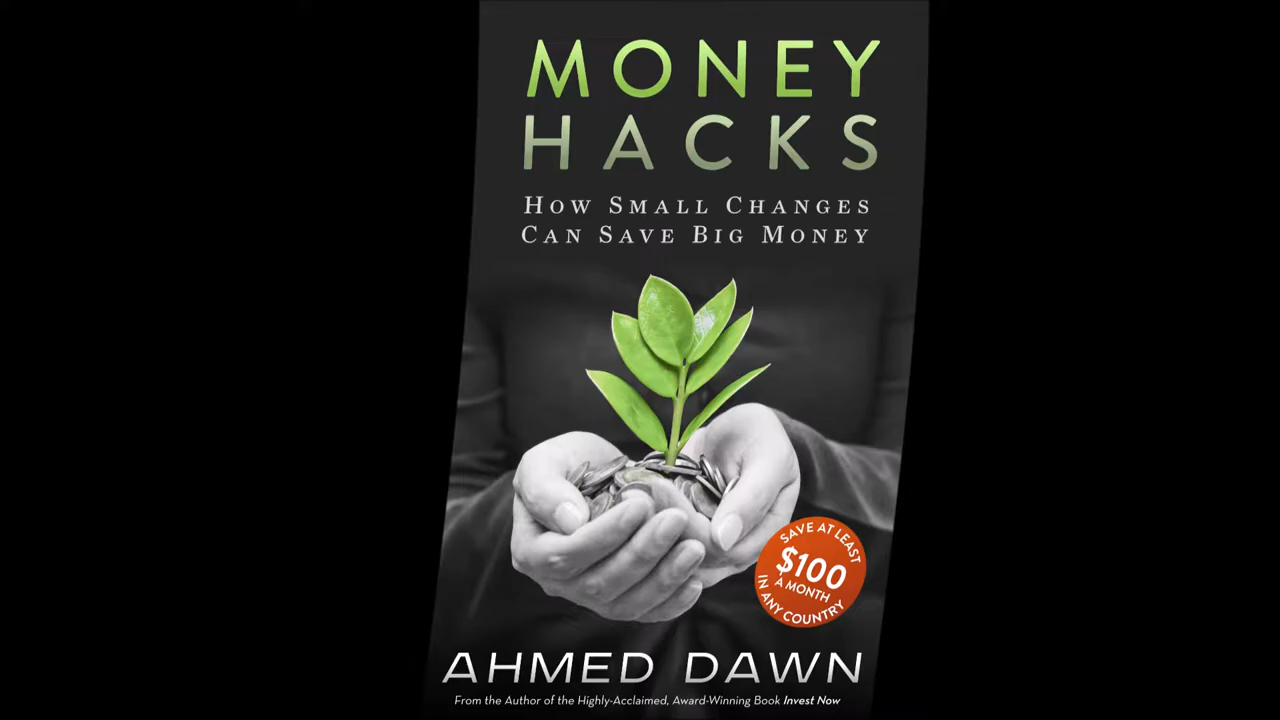 MONEY
HACKS
HOW SMALL CHANGES
CAN SAVE BIG MONEY
SAVE AT LEAST
$100
A MONTH
IN ANY COUNTRY
AHMED DAWN
From the Author of the Highly-Acclaimed, Award-Winning Book Invest Now